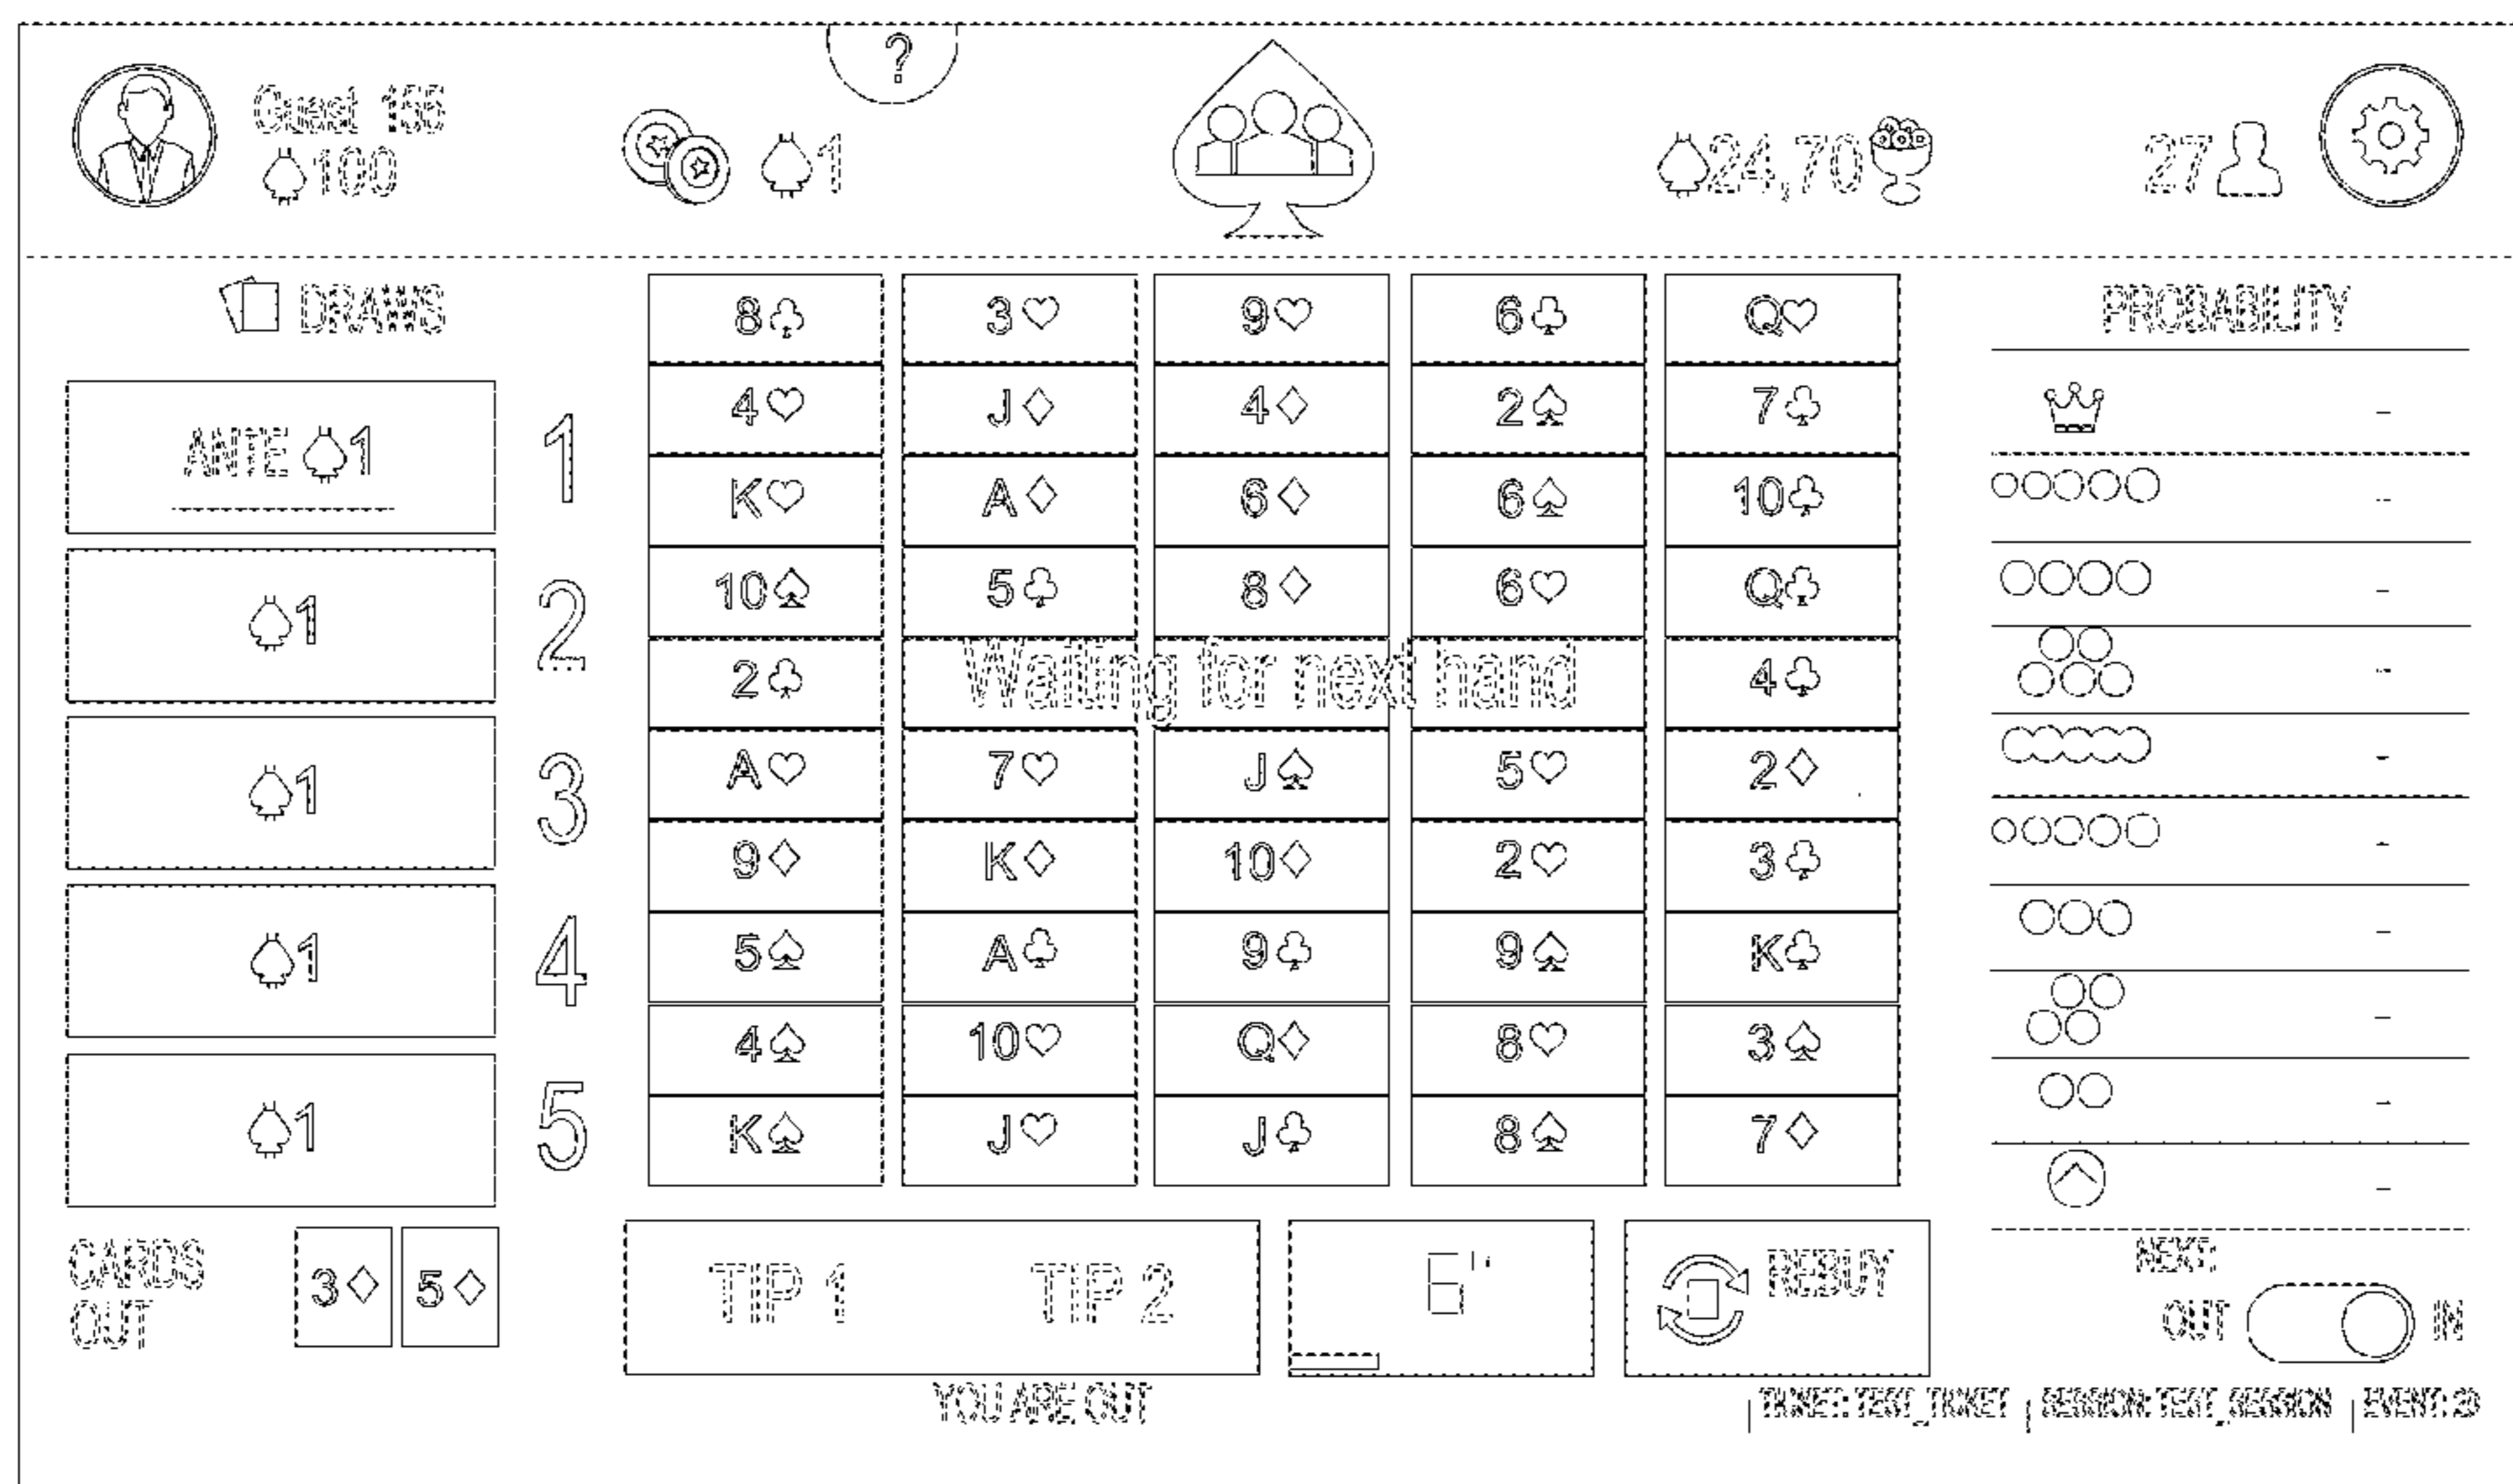 ?
Guest 155
♤100
♤1
♤24,70
27
DRAWS
PROBABILITY
8♧ 3♡ 9♡ 6♧ Q♡
4♡ J♢ 4♢ 2♤ 7♧
ANTE ♤1 1
K♡ A♢ 6♢ 6♤ 10♧
10♤ 5♧ 8♢ 6♡ Q♧
♤1 2
2♧ Waiting for next hand 4♧
A♡ 7♡ J♤ 5♡ 2♢
♤1 3
9♢ K♢ 10♢ 2♡ 3♧
5♤ A♧ 9♧ 9♤ K♧
♤1 4
4♤ 10♡ Q♢ 8♡ 3♤
♤1 5
K♤ J♡ J♧ 8♤ 7♢
CARDS
OUT
3♢ 5♢
TIP 1 TIP 2
6"
REBUY
NEXT:
OUT IN
YOU ARE OUT
| TICKET: TEST_TICKET | SESSION: TEST_SESSION | EVENT: